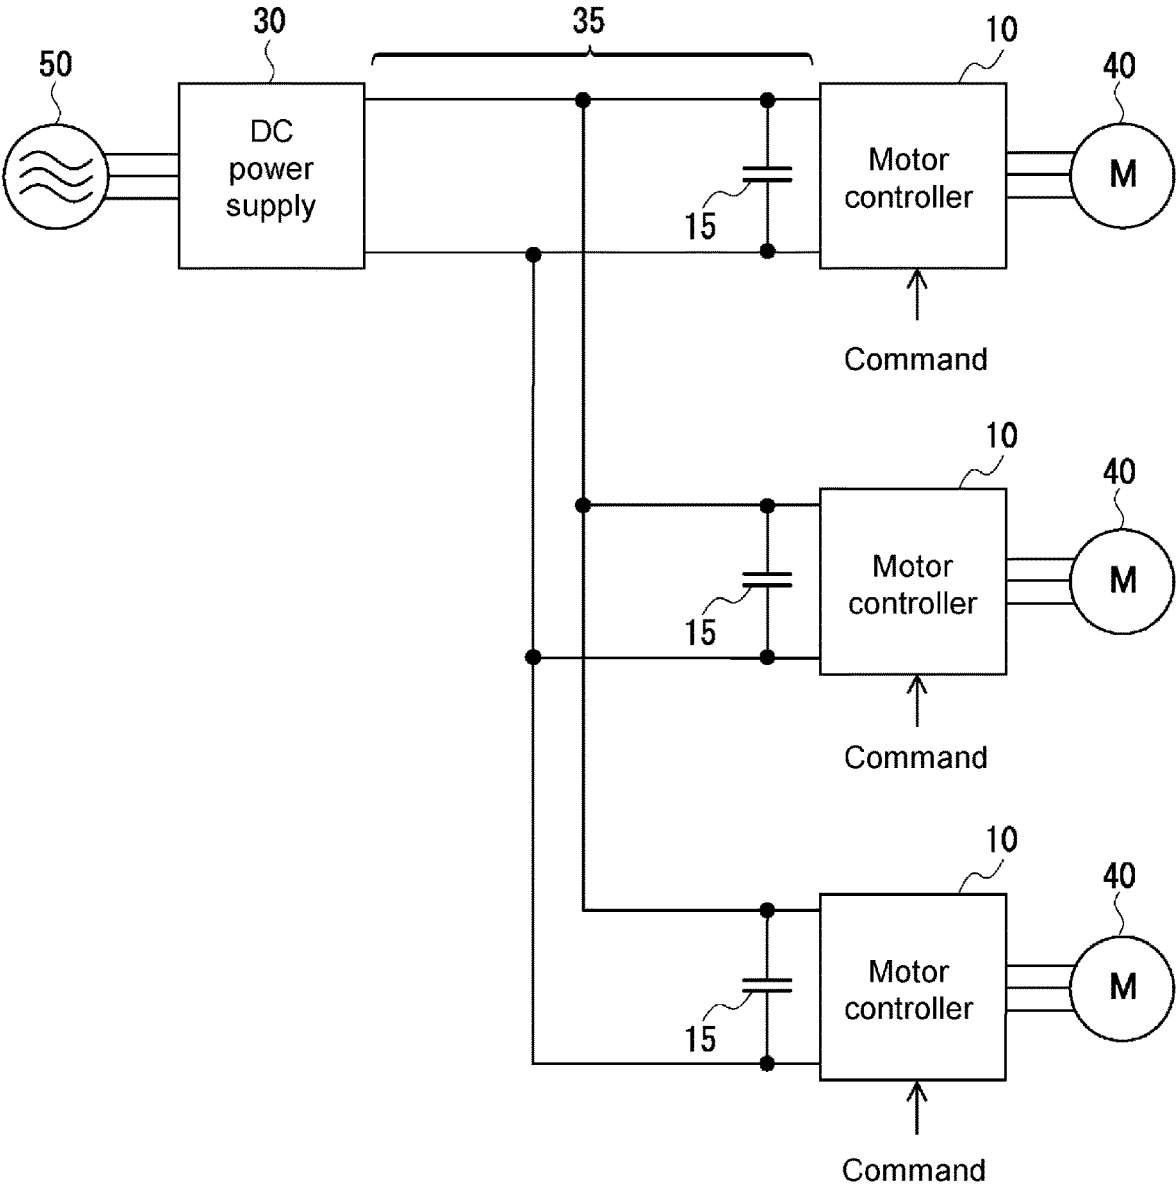 30
35
10
50
40
DC
power
supply
Motor
controller
M
15
Command
10
40
Motor
controller
M
15
Command
10
40
Motor
controller
M
15
Command